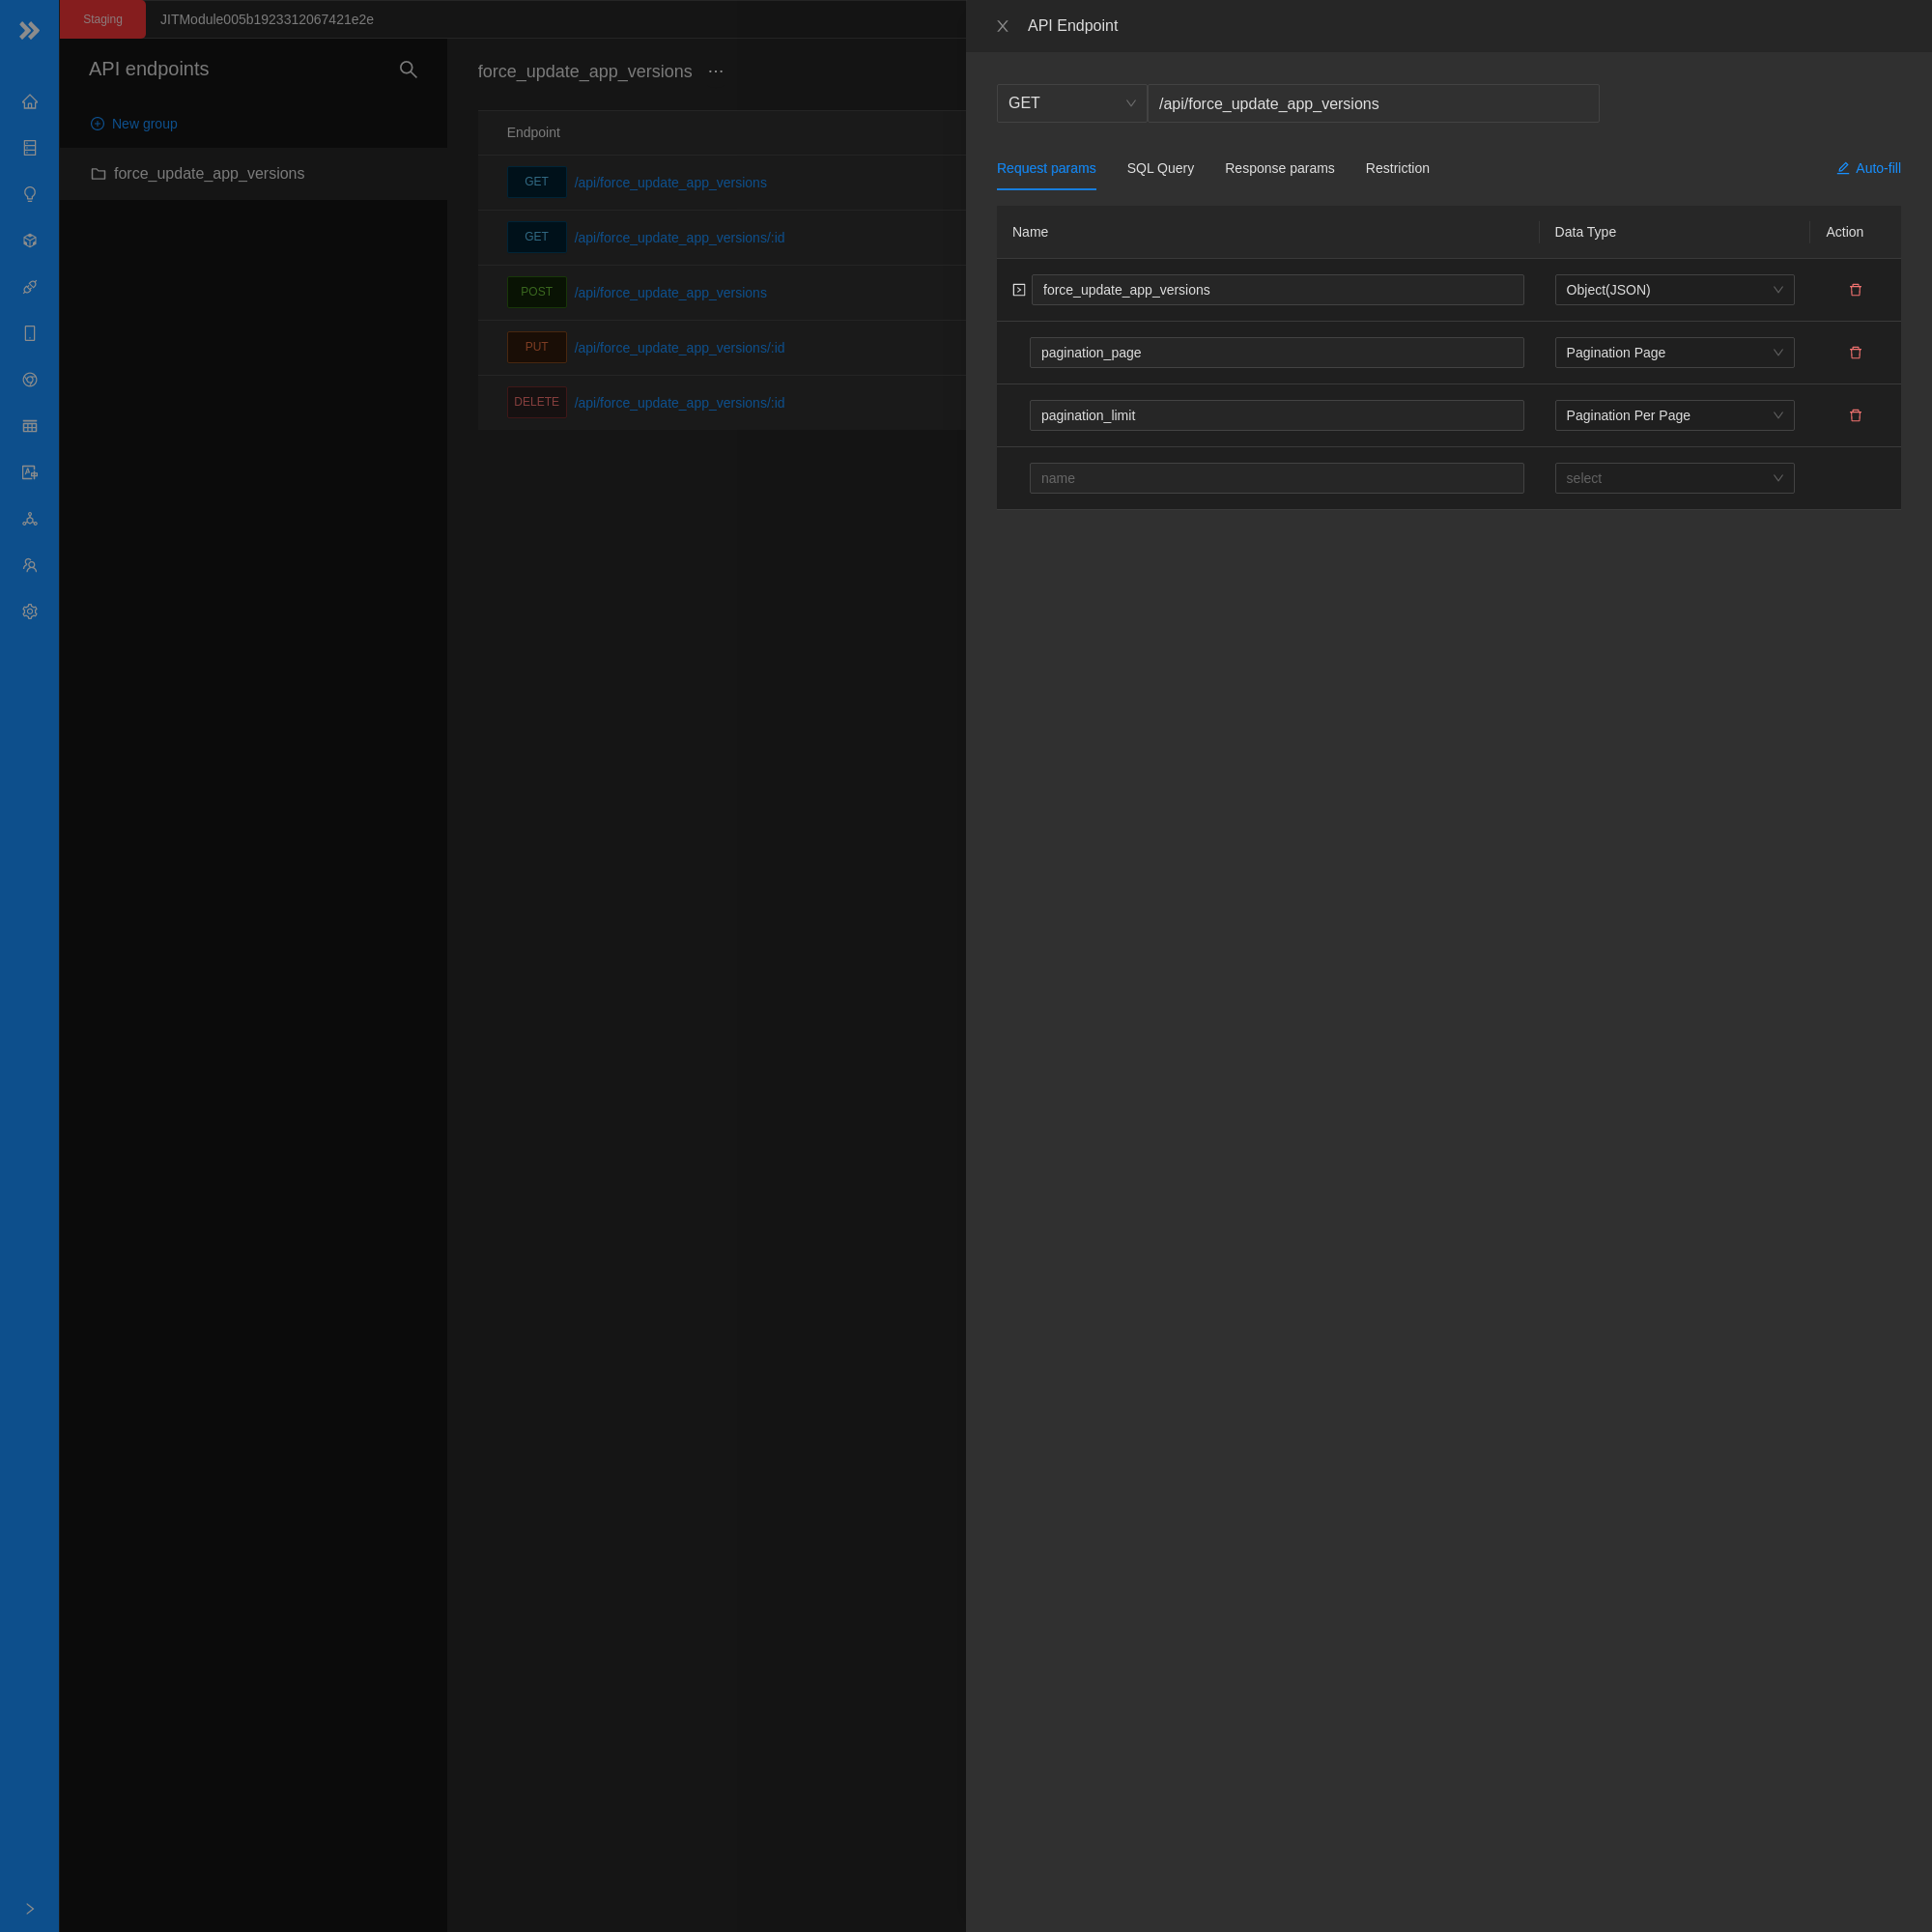 Staging
JITModule005b1923312067421e2e
API endpoints
New group
force_update_app_versions
force_update_app_versions
Endpoint
GET /api/force_update_app_versions
GET /api/force_update_app_versions/:id
POST /api/force_update_app_versions
PUT /api/force_update_app_versions/:id
DELETE /api/force_update_app_versions/:id
API Endpoint
GET /api/force_update_app_versions
Request params SQL Query Response params Restriction Auto-fill
Name Data Type Action
force_update_app_versions Object(JSON)
pagination_page Pagination Page
pagination_limit Pagination Per Page
name select